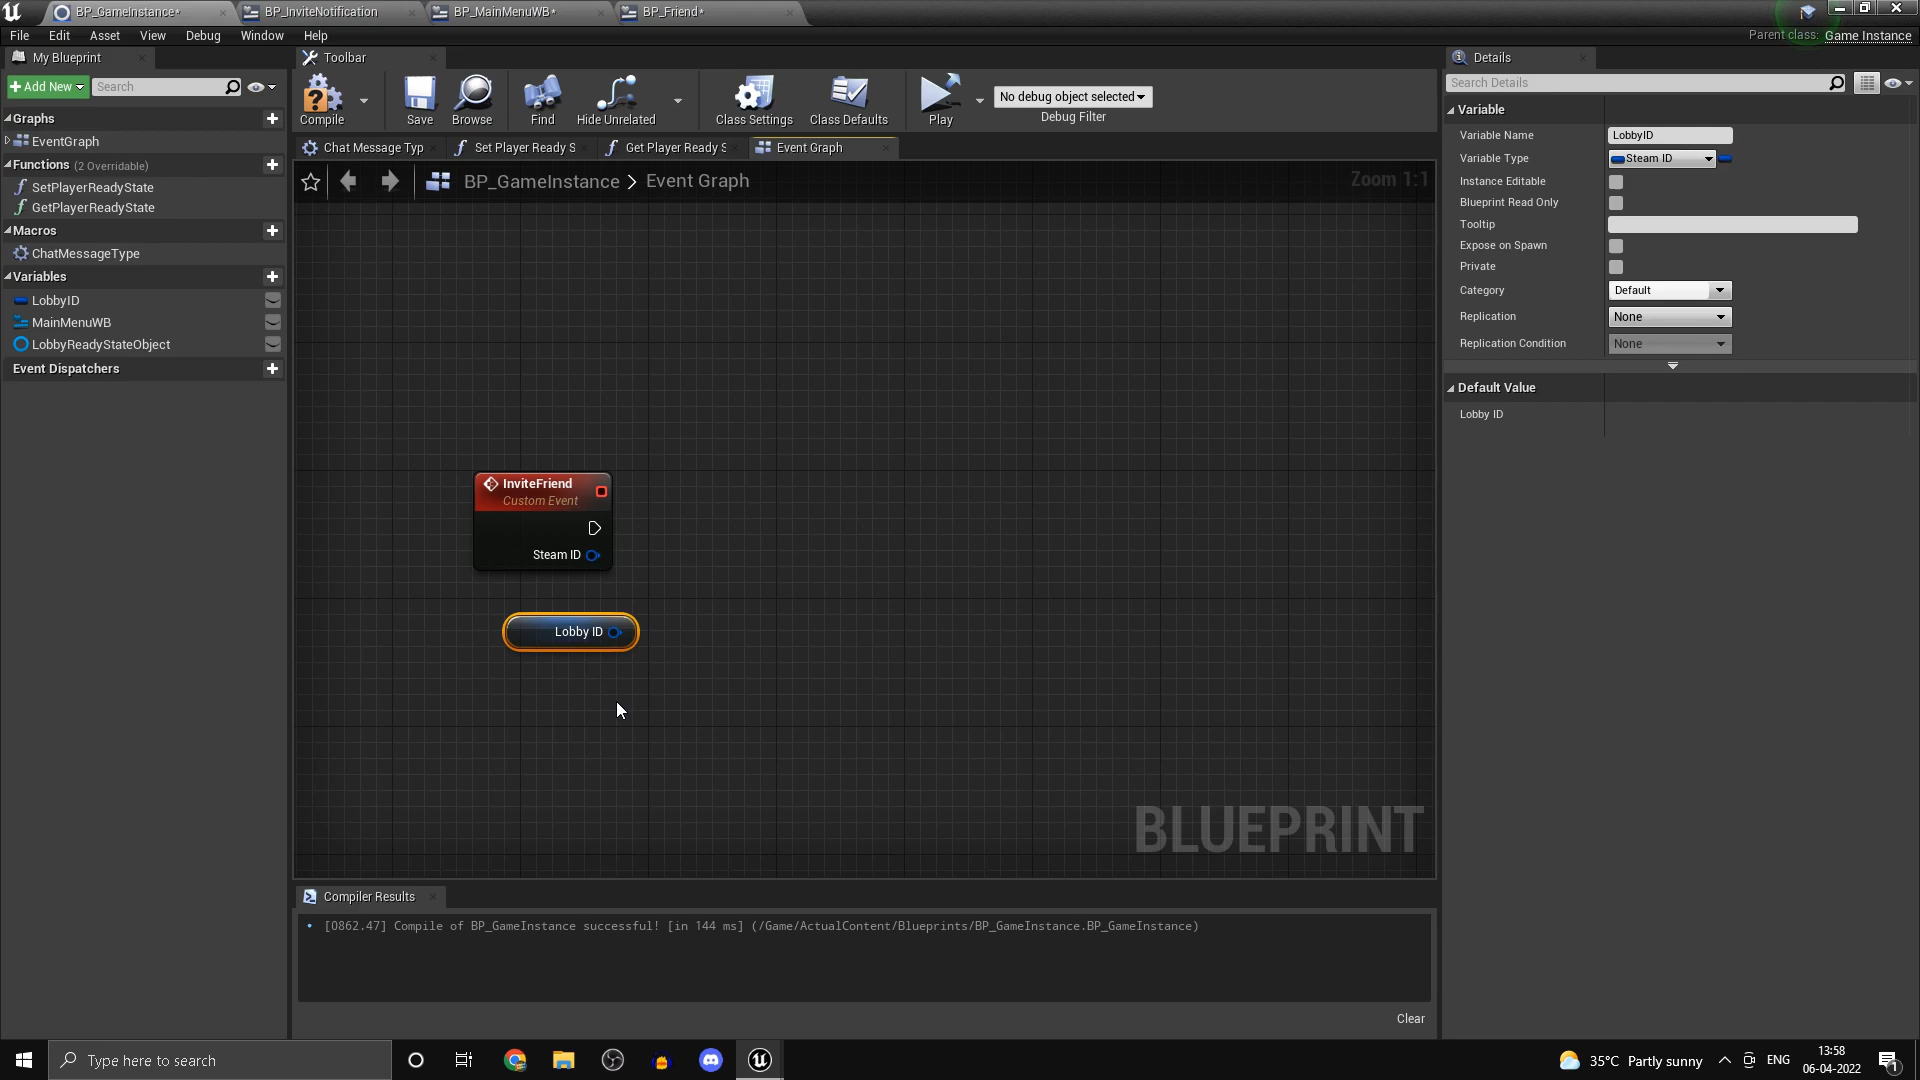 BP_GameInstance*
BP_InviteNotification
BP_MainMenuWB*
BP_Friend*
File Edit Asset View Debug Window Help
Parent class: Game Instance
My Blueprint
Toolbar
Details
+ Add New
Search
Compile
Save
Browse
Find
Hide Unrelated
Class Settings
Class Defaults
Play
No debug object selected
Debug Filter
Search Details
Graphs
EventGraph
Functions (2 Overridable)
SetPlayerReadyState
GetPlayerReadyState
Macros
ChatMessageType
Variables
LobbyID
MainMenuWB
LobbyReadyStateObject
Event Dispatchers
Chat Message Typ
Set Player Ready S
Get Player Ready S
Event Graph
BP_GameInstance > Event Graph
Zoom 1:1
InviteFriend
Custom Event
Steam ID
Lobby ID
BLUEPRINT
Compiler Results
[0862.47] Compile of BP_GameInstance successful! [in 144 ms] (/Game/ActualContent/Blueprints/BP_GameInstance.BP_GameInstance)
Clear
Variable
Variable Name LobbyID
Variable Type Steam ID
Instance Editable
Blueprint Read Only
Tooltip
Expose on Spawn
Private
Category Default
Replication None
Replication Condition None
Default Value
Lobby ID
Type here to search
35°C Partly sunny
ENG
13:58
06-04-2022
1